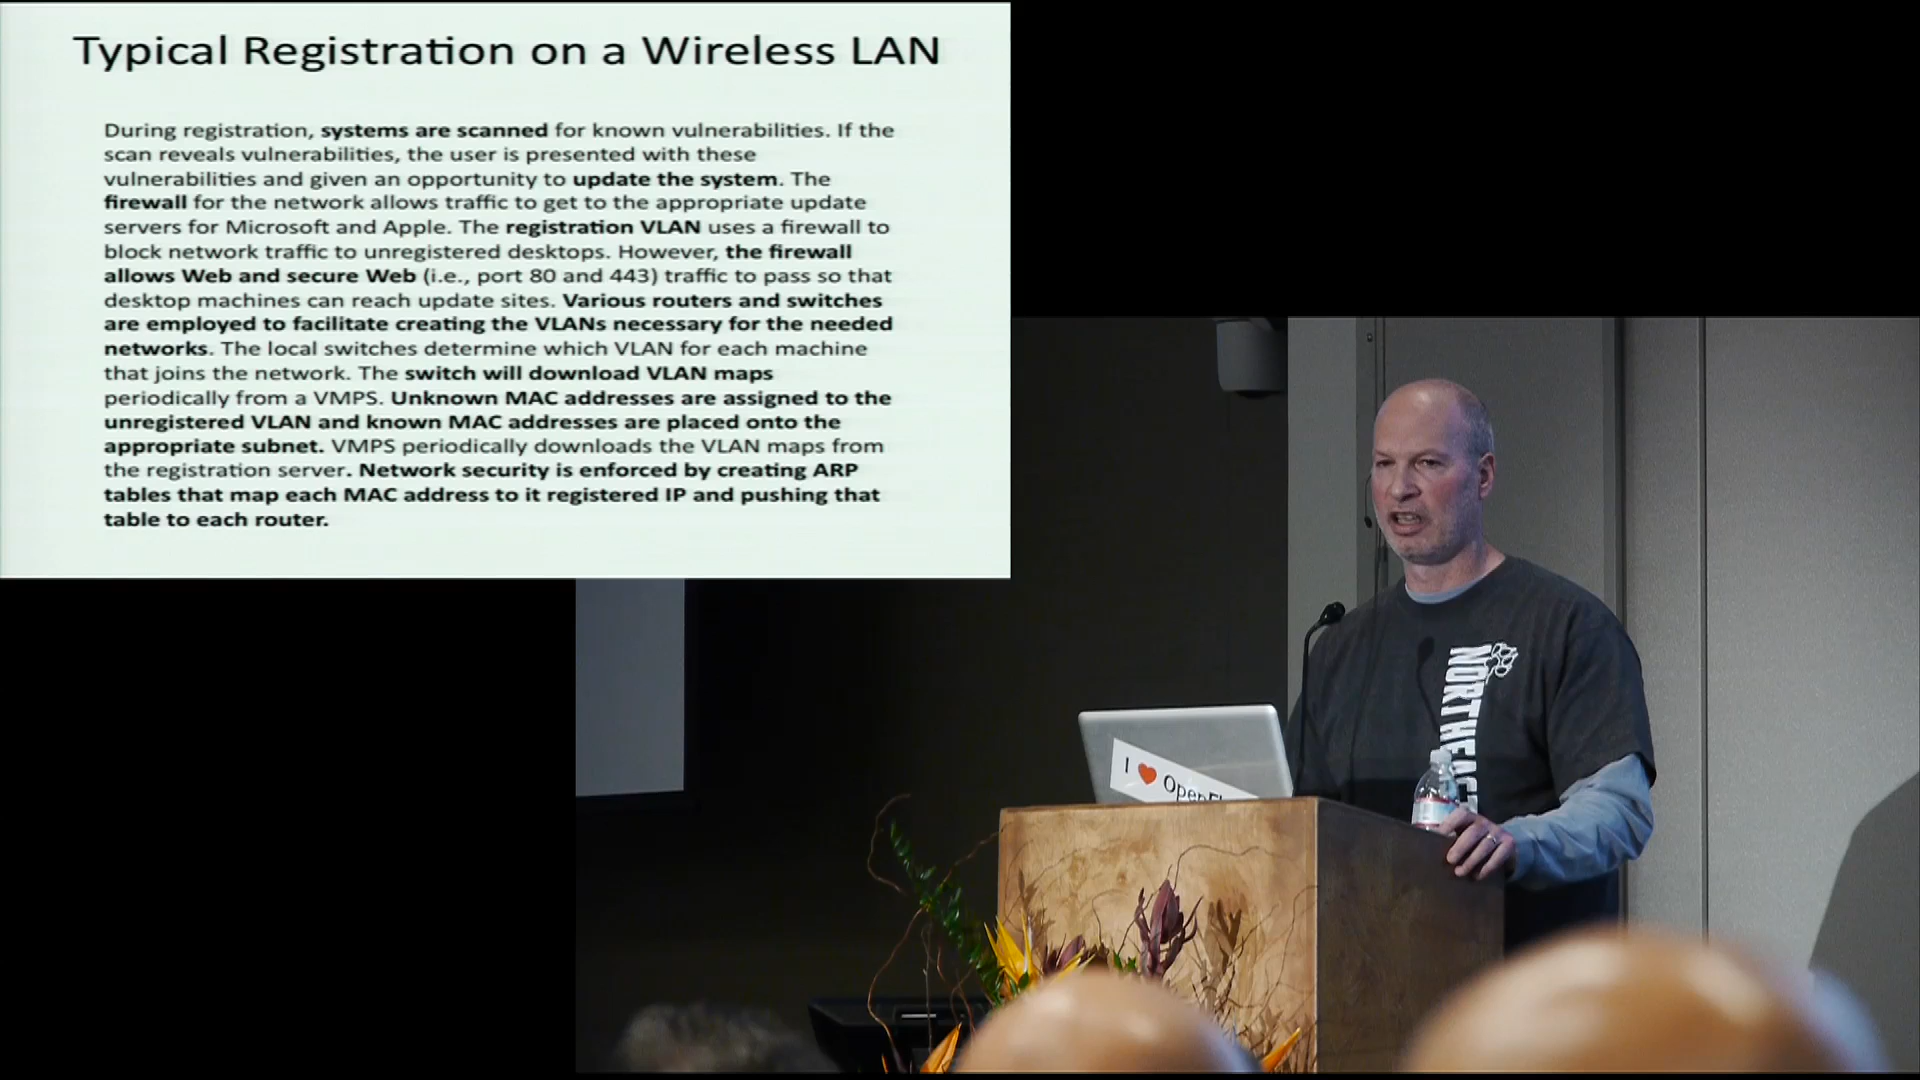 Typical Registration on a Wireless LAN
During registration, systems are scanned for known vulnerabilities. If the
scan reveals vulnerabilities, the user is presented with these
vulnerabilities and given an opportunity to update the system. The
firewall for the network allows traffic to get to the appropriate update
servers for Microsoft and Apple. The registration VLAN uses a firewall to
block network traffic to unregistered desktops. However, the firewall
allows Web and secure Web (i.e., port 80 and 443) traffic to pass so that
desktop machines can reach update sites. Various routers and switches
are employed to facilitate creating the VLANs necessary for the needed
networks. The local switches determine which VLAN for each machine
that joins the network. The switch will download VLAN maps
periodically from a VMPS. Unknown MAC addresses are assigned to the
unregistered VLAN and known MAC addresses are placed onto the
appropriate subnet. VMPS periodically downloads the VLAN maps from
the registration server. Network security is enforced by creating ARP
tables that map each MAC address to it registered IP and pushing that
table to each router.
I ❤ OpenFl
NORTHEAST